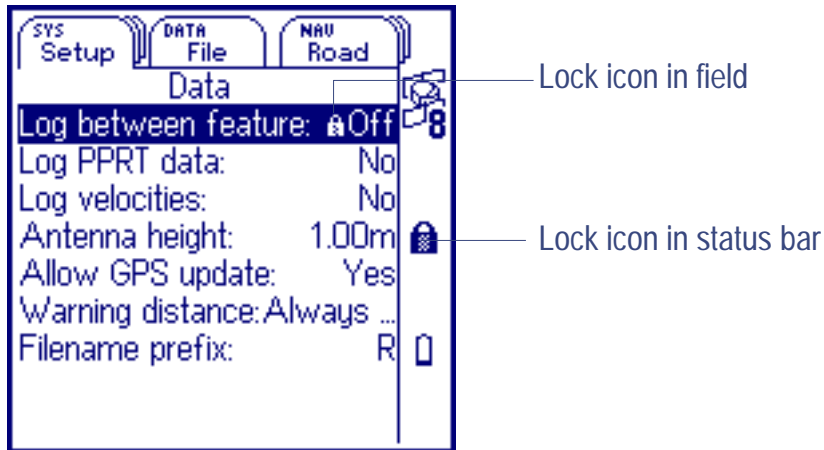 SYS DATA NAV
Setup File Road
Data
Log between feature: Off
Log PPRT data: No
Log velocities: No
Antenna height: 1.00m
Allow GPS update: Yes
Warning distance:Always ...
Filename prefix: R
8
Lock icon in field
Lock icon in status bar